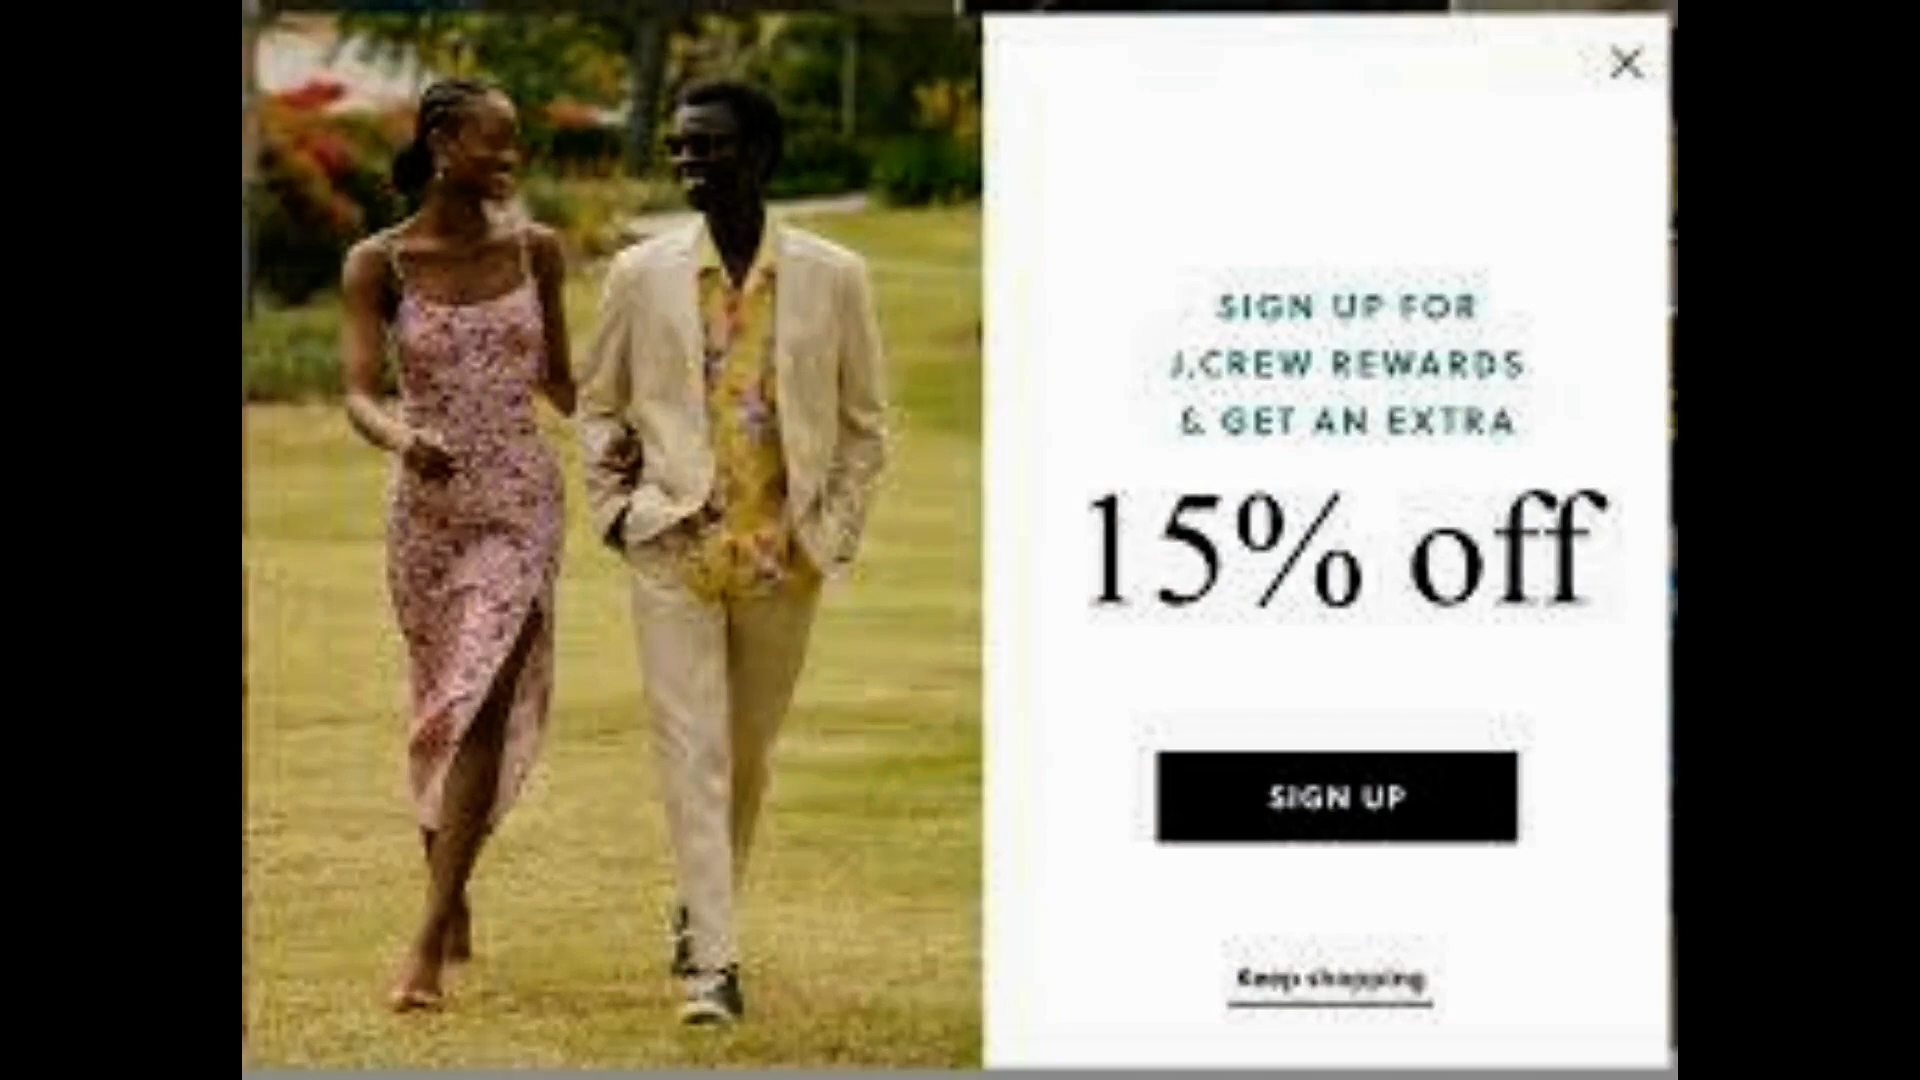 SIGN UP FOR
J.CREW REWARDS
& GET AN EXTRA
15% off
SIGN UP
Keep shopping